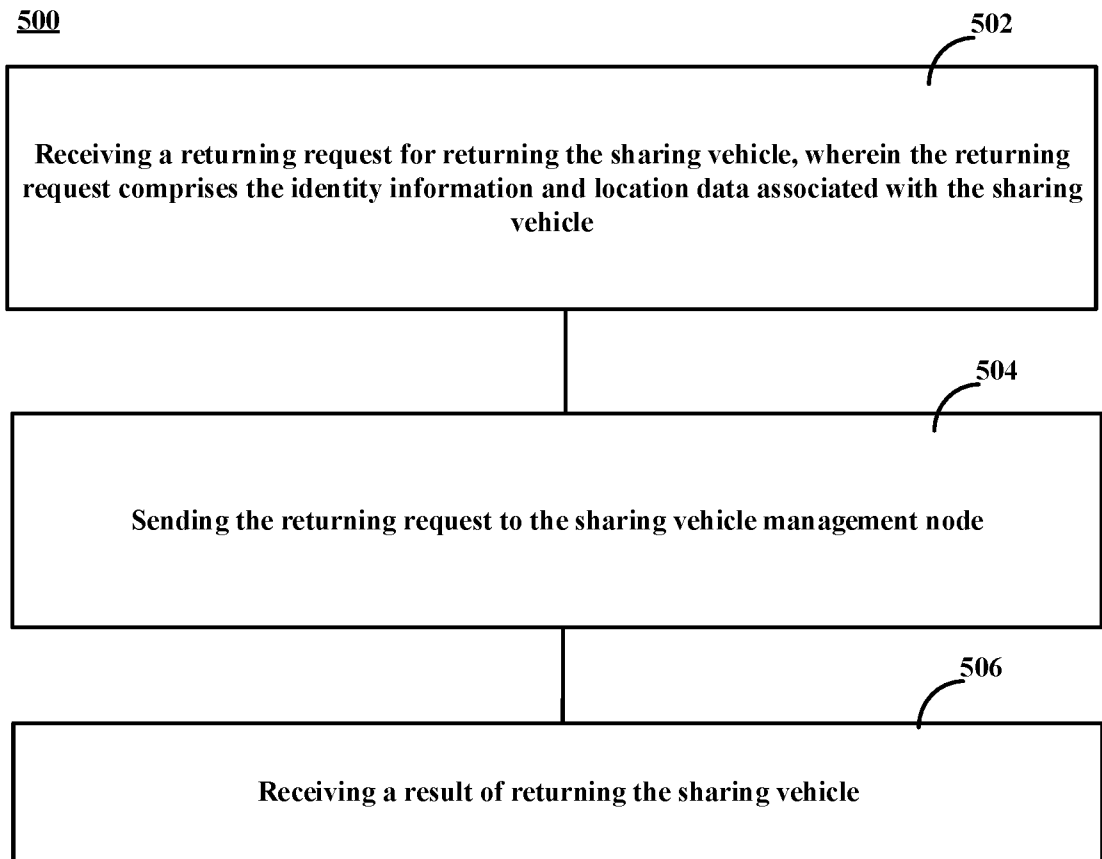 500
502
Receiving a returning request for returning the sharing vehicle, wherein the returning
request comprises the identity information and location data associated with the sharing
vehicle
504
Sending the returning request to the sharing vehicle management node
506
Receiving a result of returning the sharing vehicle